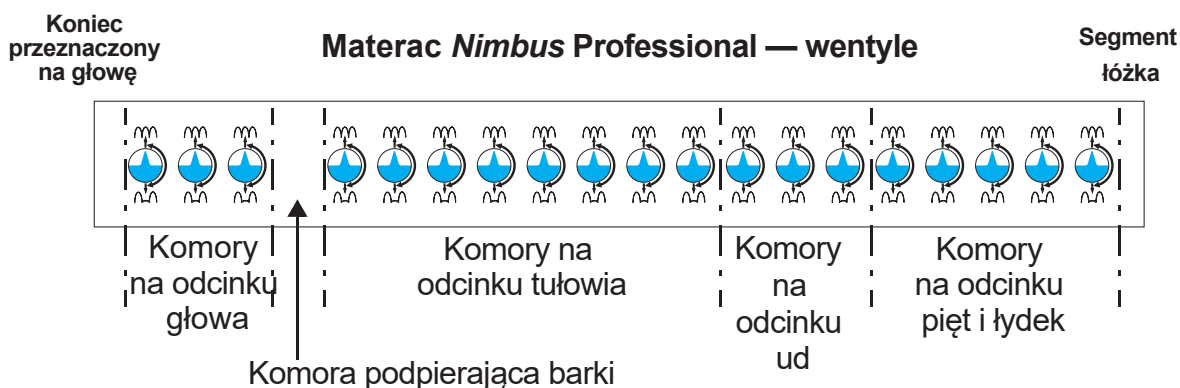 Koniec
przeznaczony
na głowę
Materac Nimbus Professional — wentyle
Segment
łóżka
Komory
na odcinku
głowa
Komory na
odcinku tułowia
Komory
na
odcinku
ud
Komory
na odcinku
pięt i łydek
Komora podpierająca barki